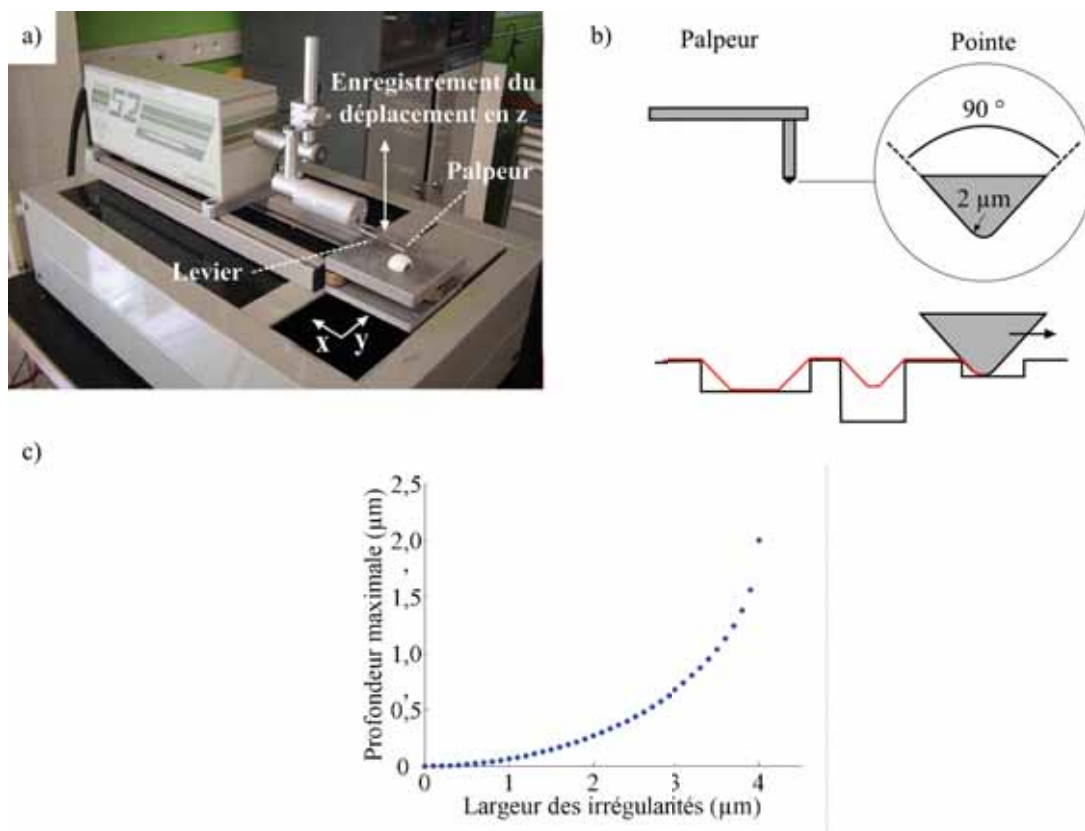 a)
S2
Enregistrement du
déplacement en z
Palpeur
Levier
x y
b)
Palpeur
Pointe
90 °
2 µm
c)
Profondeur maximale (µm)
2,5
2,0
1,5
1,0
0,5
0
0 1 2 3 4
Largeur des irrégularités (µm)